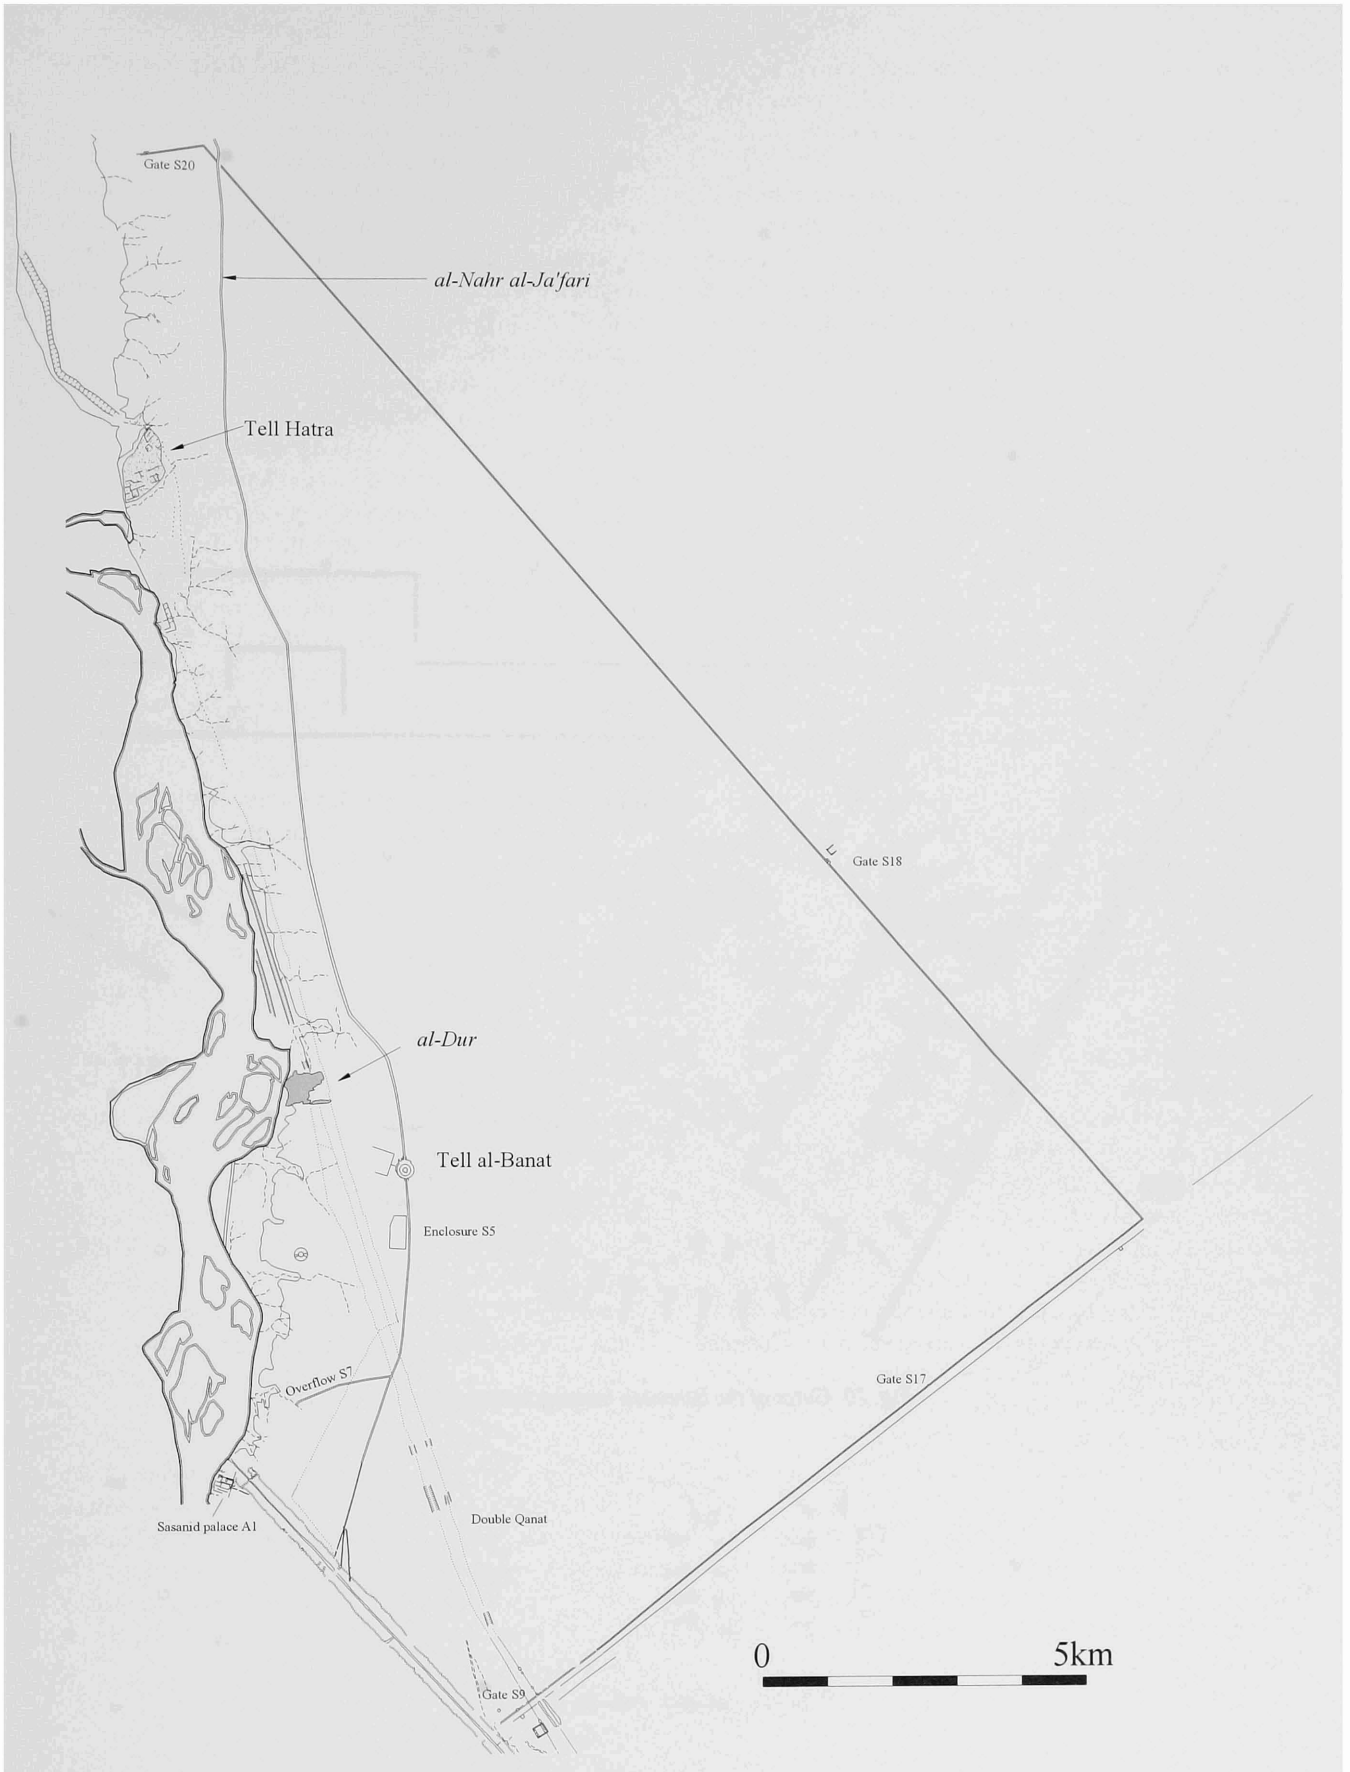 Gate S20
al-Nahr al-Ja'fari
Tell Hatra
Gate S18
al-Dur
Tell al-Banat
Enclosure S5
Gate S17
Overflow S7
Double Qanat
Sasanid palace A1
0 5km
Gate S9